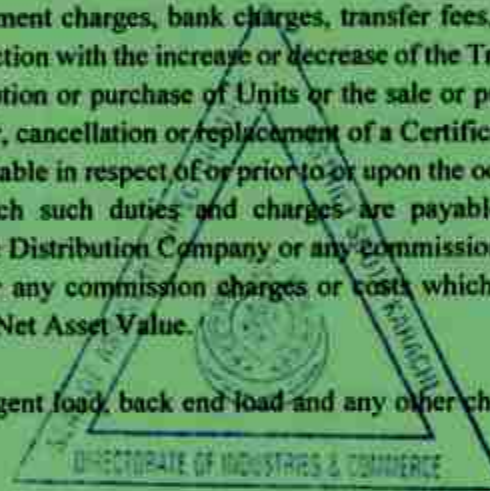 ment charges, bank charges, transfer fees,
ction with the increase or decrease of the Tr
tion or purchase of Units or the sale or p
, cancellation or replacement of a Certific
able in respect of or prior to or upon the o
ch such duties and charges are payabl
e Distribution Company or any commission
any commission charges or costs which
Net Asset Value.
gent load, back end load and any other ch
DIRECTORATE OF INDUSTRIES & COMMERCE
KARACHI